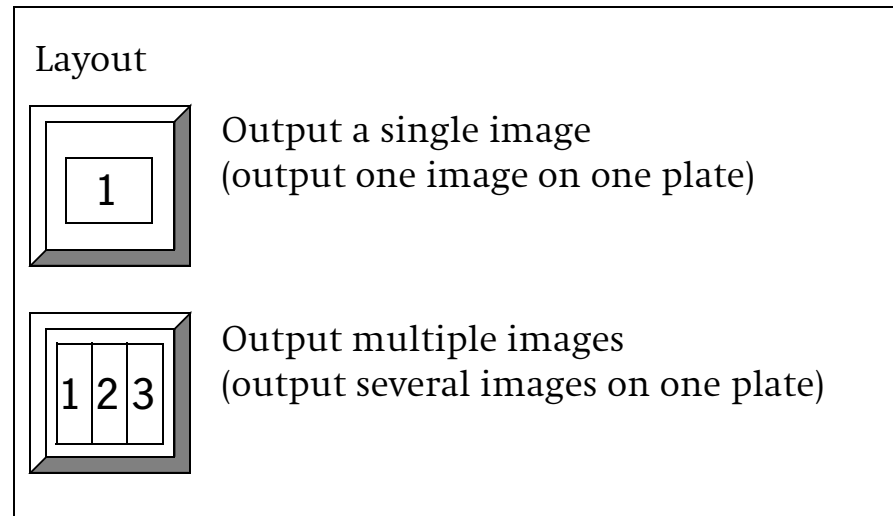 Layout
1
Output a single image
(output one image on one plate)
1 2 3
Output multiple images
(output several images on one plate)